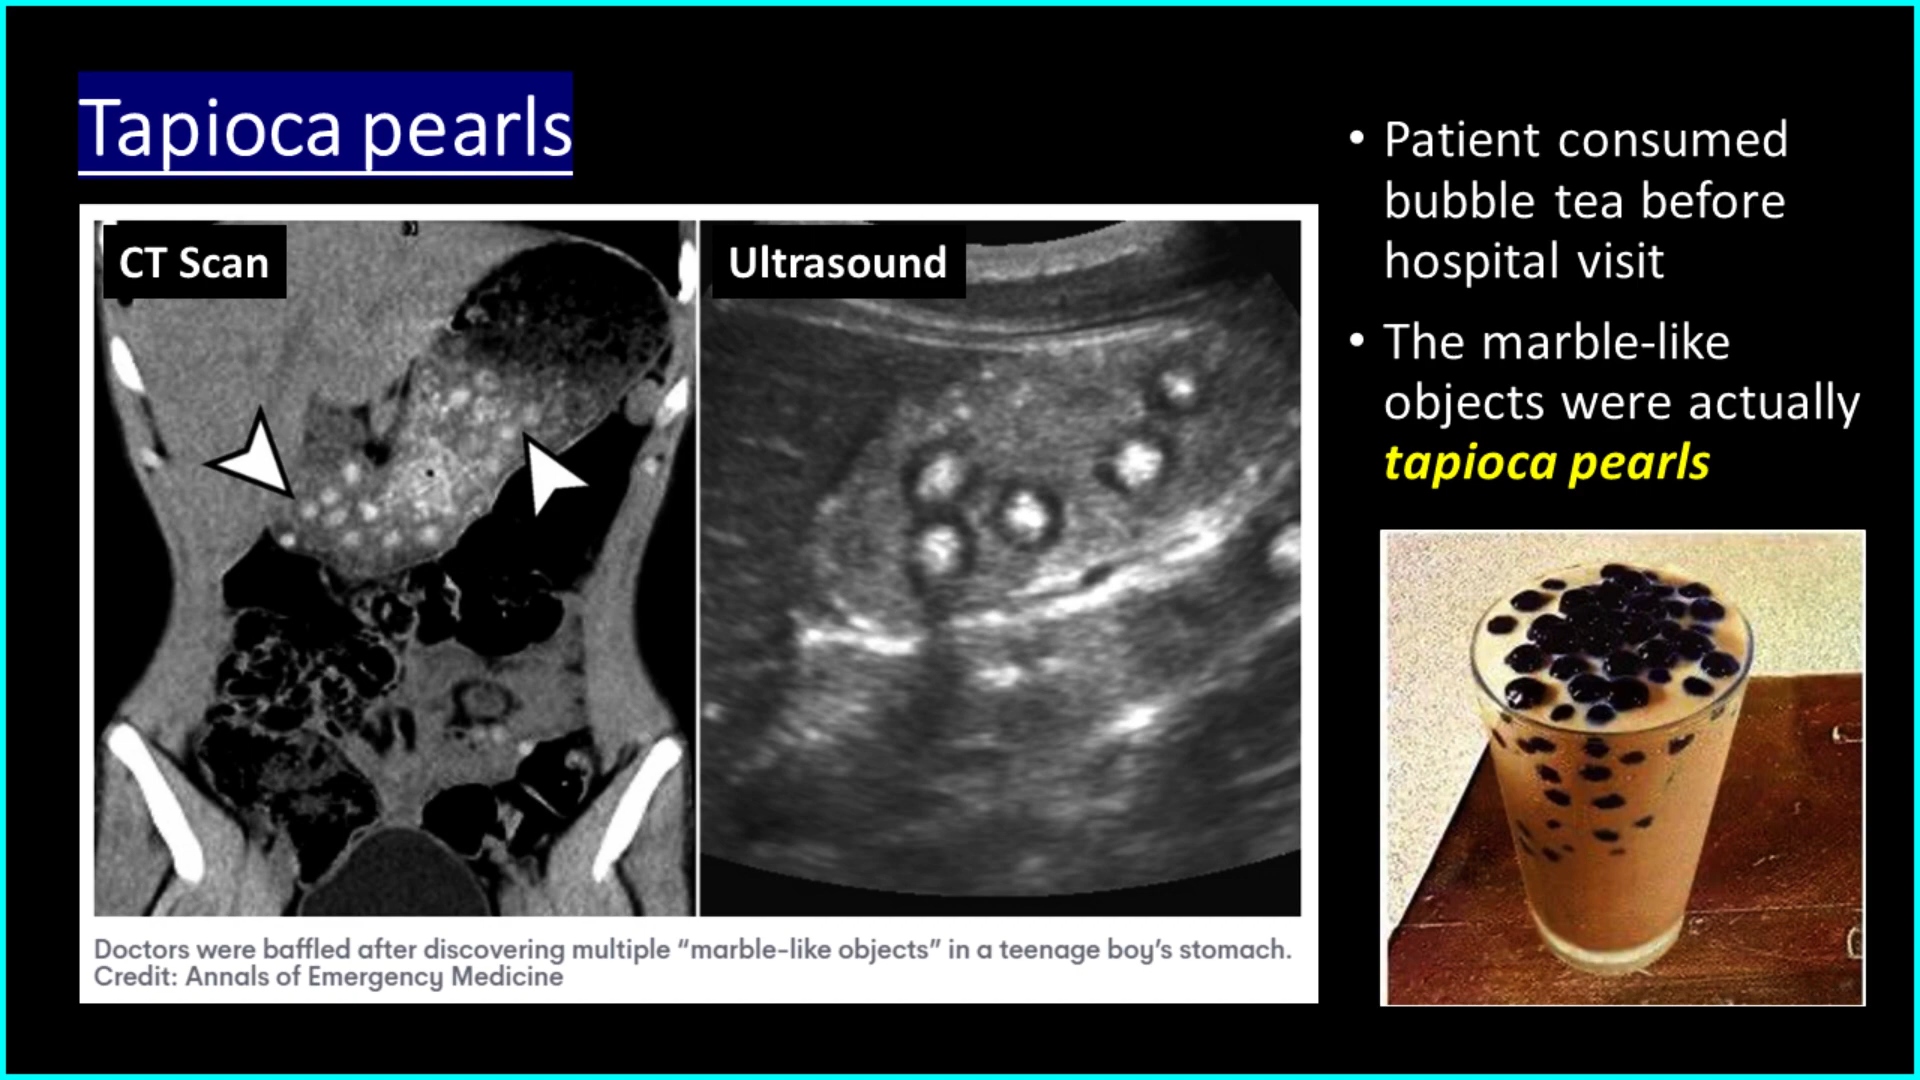 Tapioca pearls
CT Scan
Ultrasound
Doctors were baffled after discovering multiple “marble-like objects” in a teenage boy’s stomach.
Credit: Annals of Emergency Medicine
• Patient consumed
bubble tea before
hospital visit
• The marble-like
objects were actually
tapioca pearls